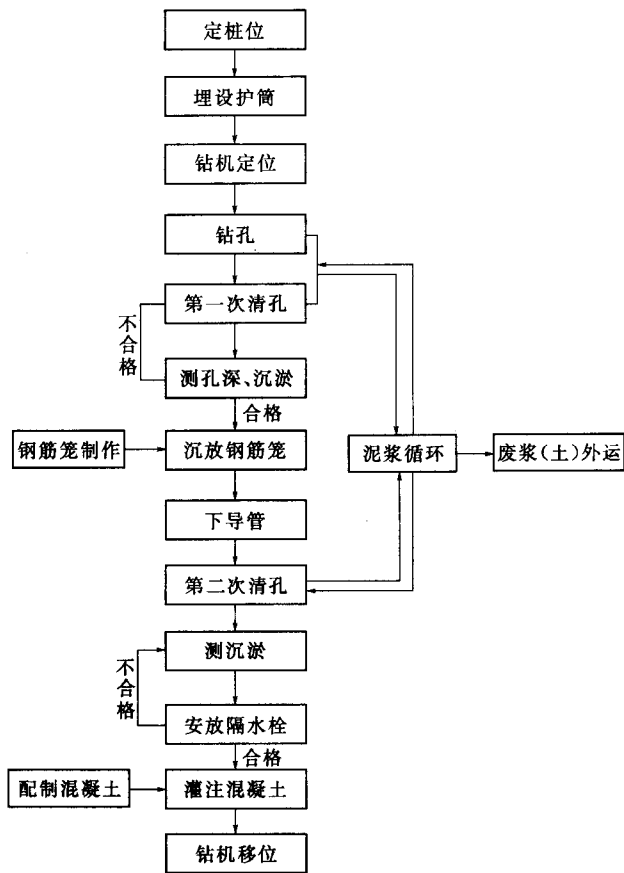 定桩位
埋设护筒
钻机定位
钻孔
第一次清孔
不合格
测孔深、沉淤
合格
钢筋笼制作
沉放钢筋笼
泥浆循环
废浆(土)外运
下导管
第二次清孔
测沉淤
不合格
安放隔水栓
合格
配制混凝土
灌注混凝土
钻机移位